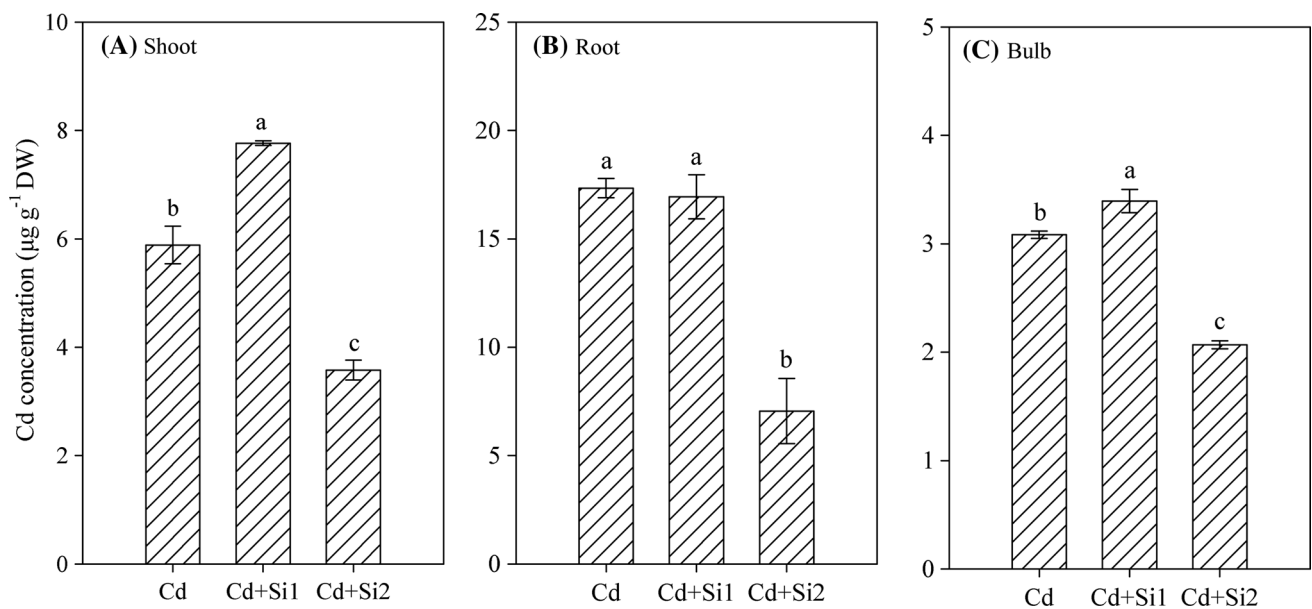 (A) Shoot
(B) Root
(C) Bulb
Cd concentration (µg g⁻¹ DW)
10
8
6
4
2
0
b
a
c
Cd
Cd+Si1
Cd+Si2
25
20
15
10
5
0
a
a
b
Cd
Cd+Si1
Cd+Si2
5
4
3
2
1
0
b
a
c
Cd
Cd+Si1
Cd+Si2